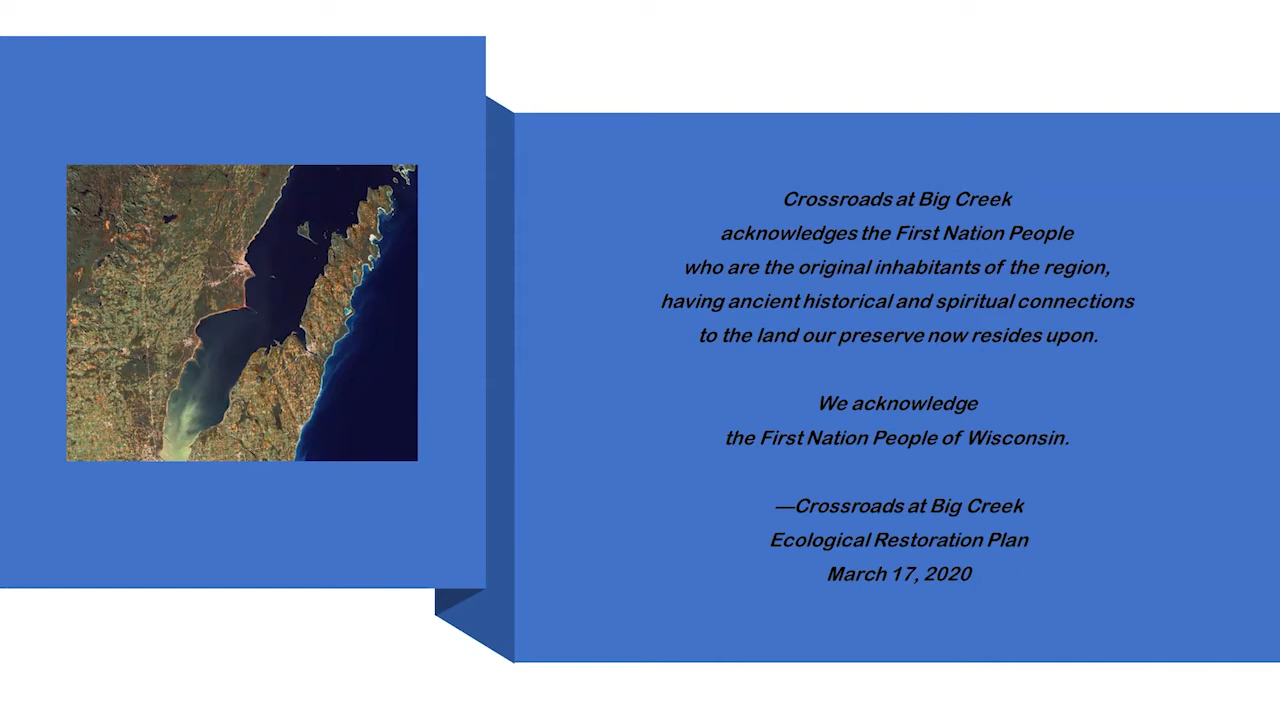 Crossroads at Big Creek
acknowledges the First Nation People
who are the original inhabitants of the region,
having ancient historical and spiritual connections
to the land our preserve now resides upon.
We acknowledge
the First Nation People of Wisconsin.
—Crossroads at Big Creek
Ecological Restoration Plan
March 17, 2020